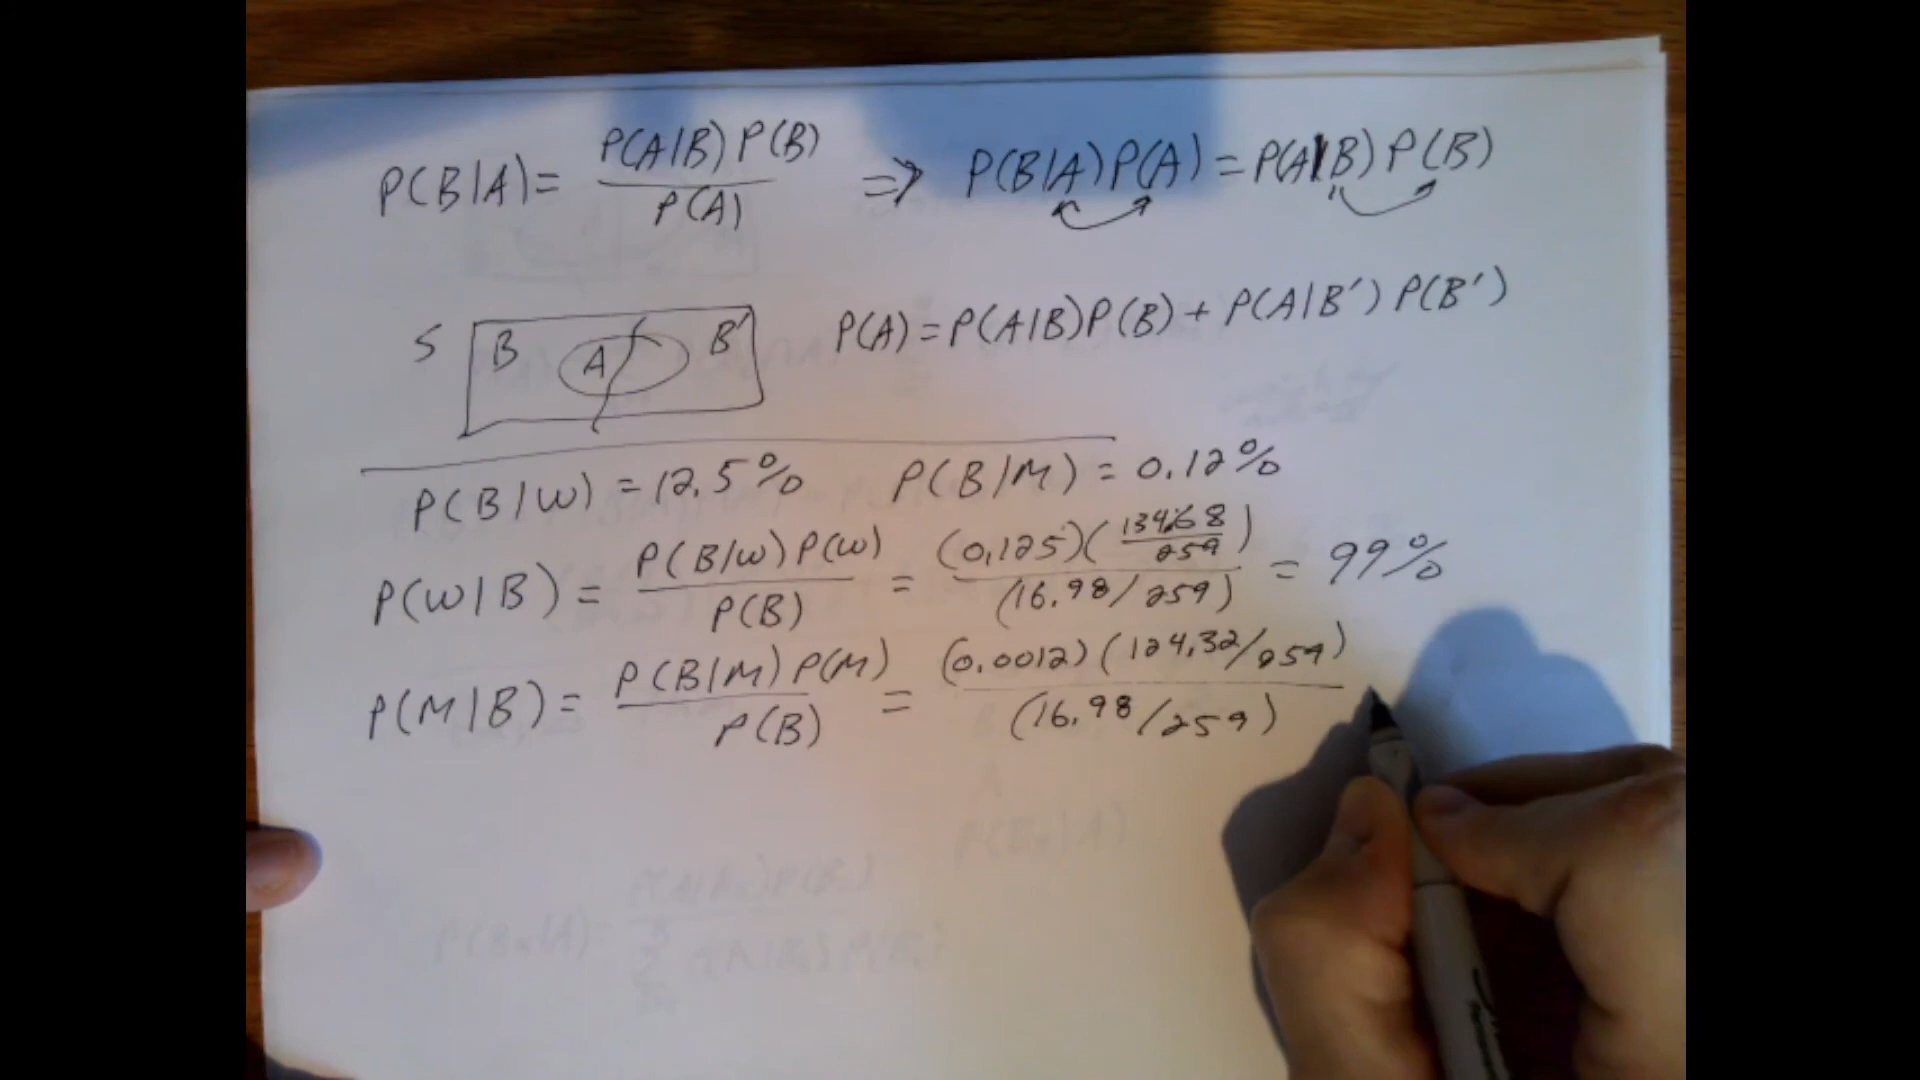 P(B|A) = P(A|B) P(B) / P(A) => P(B|A) P(A) = P(A|B) P(B)
S B A B' P(A) = P(A|B) P(B) + P(A|B') P(B')
P(B|W) = 12.5% P(B|M) = 0.12%
P(W|B) = P(B|W) P(W) / P(B) = (0.125)(134.68/259) / (16.98/259) = 99%
P(M|B) = P(B|M) P(M) / P(B) = (0.0012)(124.32/259) / (16.98/259)